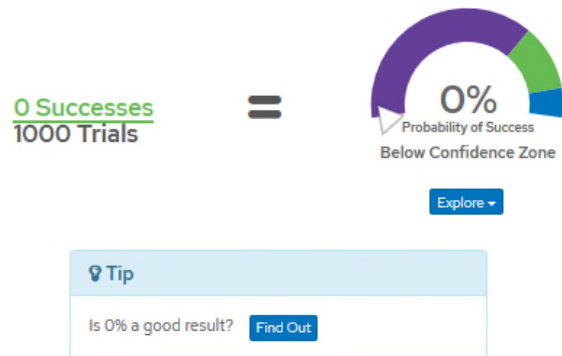 0 Successes
1000 Trials
=
0%
Probability of Success
Below Confidence Zone
Explore
Tip
Is 0% a good result? Find Out